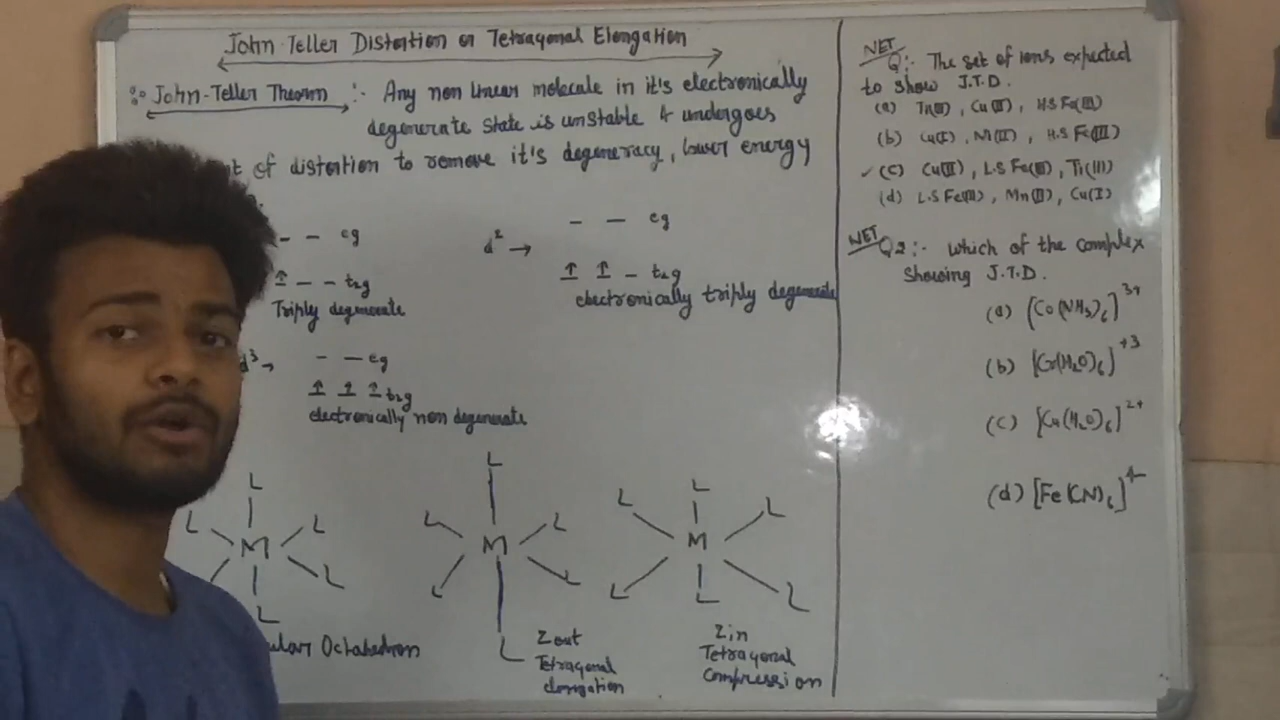 John-Teller Distortion or Tetragonal Elongation
John-Teller Theorm :- Any non linear molecule in it's electronically
degenerate state is unstable & undergoes
of distortion to remove it's degeneracy, lower energy
– – eg
↑ – – t2g
Triply degenerate
d² →
– – eg
↑ ↑ – t2g
electronically triply degenerate
d³ →
– – eg
↑ ↑ ↑ t2g
electronically non degenerate
L
L L
M
L
L
Octahedron
L
L L
M
L L
L
Z out
Tetragonal
elongation
L
L L
M
L L L
Z in
Tetragonal
compression
NET
Q:- The set of ions expected
to show J.T.D.
(a) Ti(III), Cu(II), H.S Fe(III)
(b) Cu(I), Ni(II), H.S Fe(III)
✓ (c) Cu(II), L.S Fe(III), Ti(III)
(d) L.S Fe(II), Mn(II), Cu(I)
NET
Q2:- which of the complex
showing J.T.D.
(a) [Co(NH3)6]3+
(b) [Cr(H2O)6]+3
(c) [Cu(H2O)6]2+
(d) [Fe(CN)6]4-